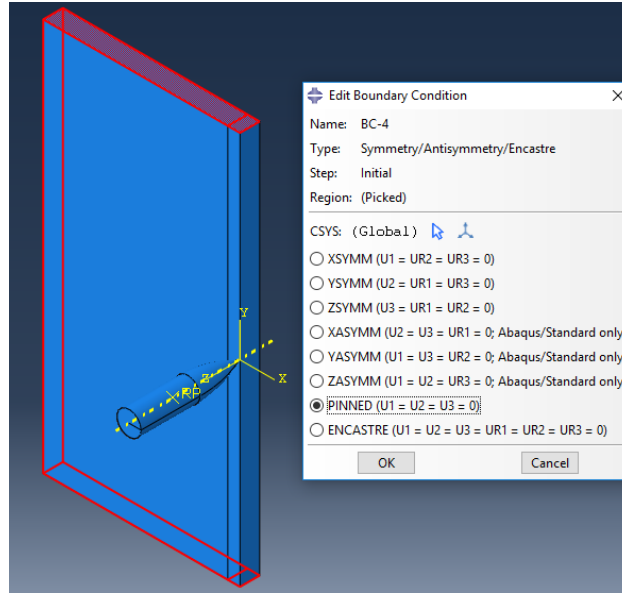 Edit Boundary Condition
Name: BC-4
Type: Symmetry/Antisymmetry/Encastre
Step: Initial
Region: (Picked)
CSYS: (Global)
XSYMM (U1 = UR2 = UR3 = 0)
YSYMM (U2 = UR1 = UR3 = 0)
ZSYMM (U3 = UR1 = UR2 = 0)
XASYMM (U2 = U3 = UR1 = 0; Abaqus/Standard only
YASYMM (U1 = U3 = UR2 = 0; Abaqus/Standard only
ZASYMM (U1 = U2 = UR3 = 0; Abaqus/Standard only
PINNED (U1 = U2 = U3 = 0)
ENCASTRE (U1 = U2 = U3 = UR1 = UR2 = UR3 = 0)
OK Cancel
Y
Z X
RP